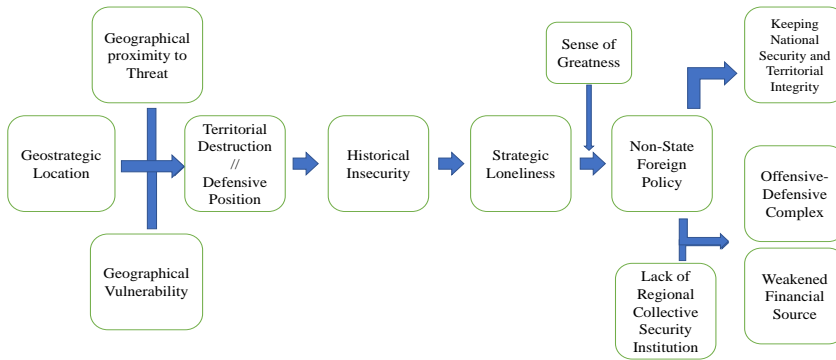 Geographical
proximity to
Threat
Sense of
Greatness
Keeping
National
Security and
Territorial
Integrity
Geostrategic
Location
Territorial
Destruction
//
Defensive
Position
Historical
Insecurity
Strategic
Loneliness
Non-State
Foreign
Policy
Offensive-
Defensive
Complex
Geographical
Vulnerability
Lack of
Regional
Collective
Security
Institution
Weakened
Financial
Source